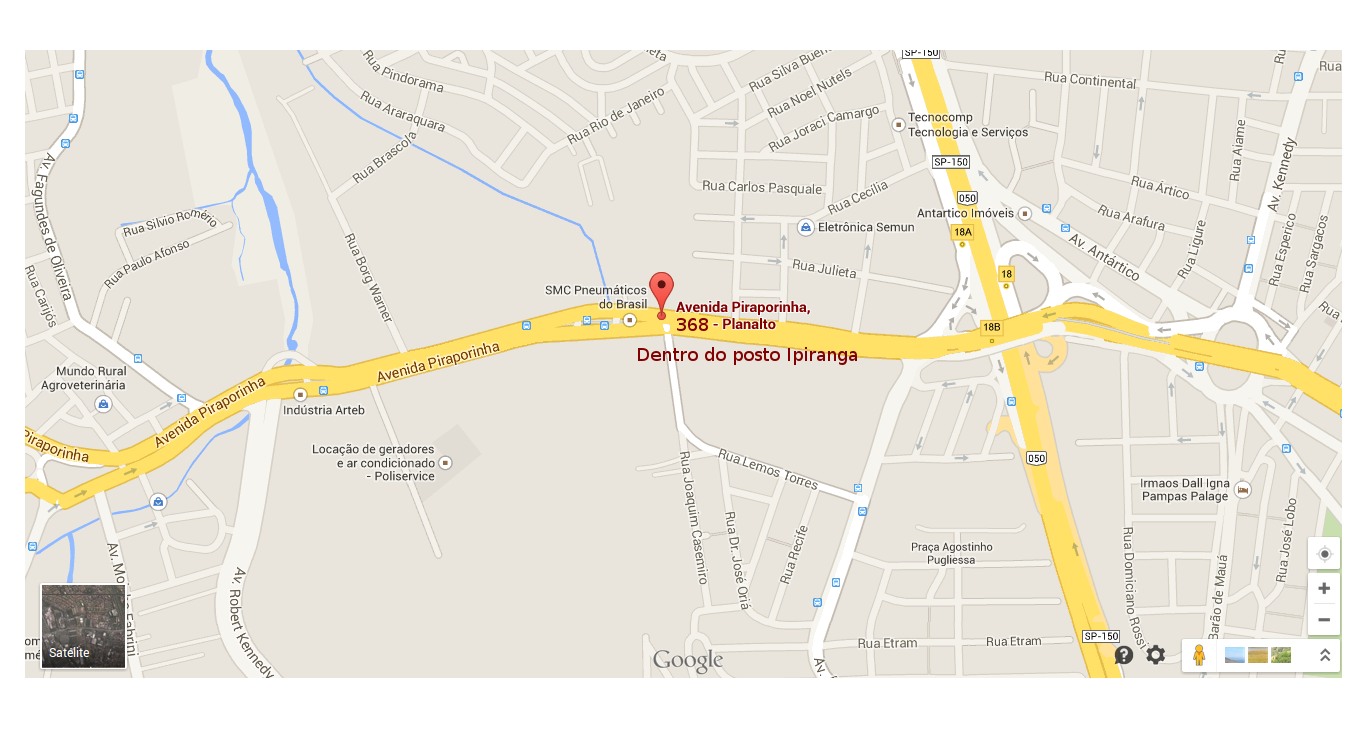 SP-150
Rua Pindorama
Rua Silva Buen
Rua Continental
Rua Noel Nutels
Rua Araraquara
Rua Rio de Janeiro
Rua Joraci Camargo
Tecnocomp
Tecnologia e Serviços
Rua Aiame
Rua
Rua Brascola
SP-150
Av. Kennedy
Av. Fagundes de Oliveira
Rua Carlos Pasquale
Rua Cecília
050
Rua Ártico
Antartico Imóveis
Rua Arafura
Rua Silvio Romério
Eletrônica Semun
18A
Rua Ligure
Rua Esperico
Rua Sargacos
Av. Antártico
Rua Paulo Afonso
Rua Borg Warner
Rua Julieta
18
Rua Carijós
SMC Pneumáticos
do Brasil
Avenida Piraporinha,
368 - Planalto
18B
Dentro do posto Ipiranga
Avenida Piraporinha
Mundo Rural
Agroveterinária
Avenida Piraporinha
Indústria Arteb
Piraporinha
Locação de geradores
e ar condicionado
- Poliservice
Rua Lemos Torres
050
Irmaos Dall Igna
Pampas Palage
Rua Joaquim Casemiro
Rua Dr. José Oriá
Rua Recife
Praça Agostinho
Pugliessa
Rua José Lobo
Rua Domiciano Rossi
Barão de Mauá
Av. Robert Kennedy
Satélite
Rua Etram
Rua Etram
SP-150
Google
Av.